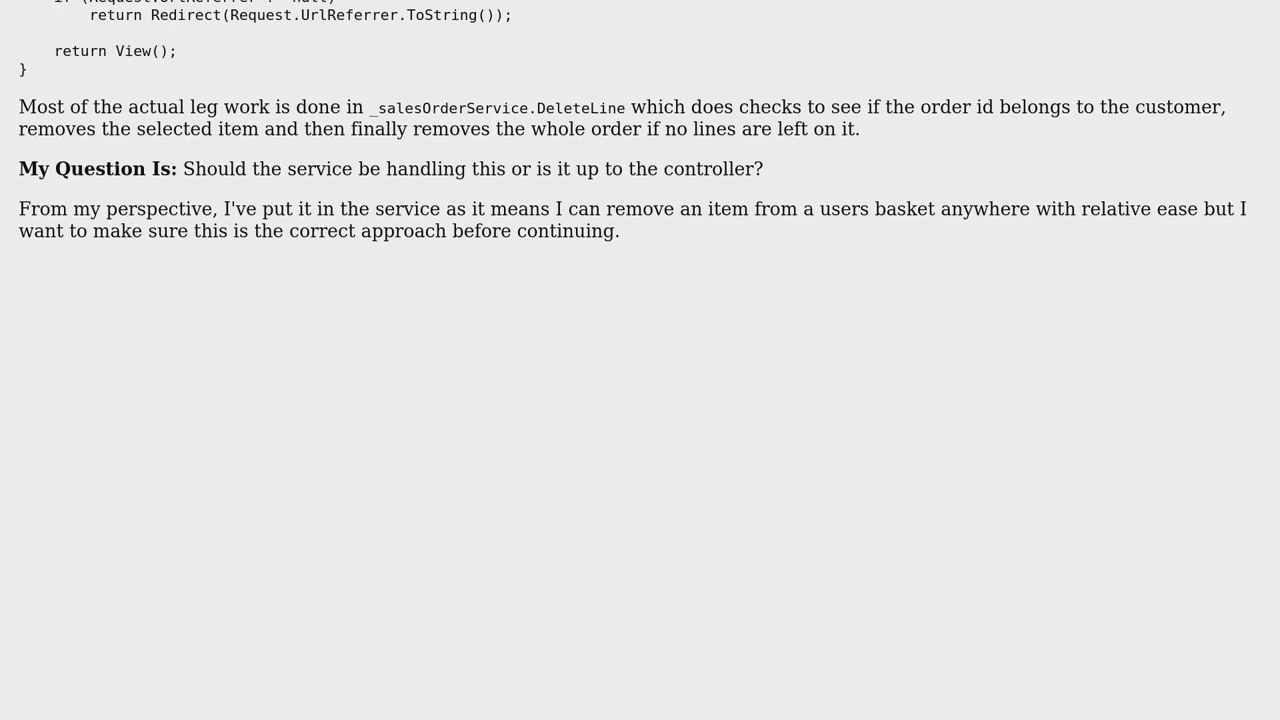 return Redirect(Request.UrlReferrer.ToString());
return View();
}
Most of the actual leg work is done in _salesOrderService.DeleteLine which does checks to see if the order id belongs to the customer,
removes the selected item and then finally removes the whole order if no lines are left on it.
My Question Is: Should the service be handling this or is it up to the controller?
From my perspective, I've put it in the service as it means I can remove an item from a users basket anywhere with relative ease but I
want to make sure this is the correct approach before continuing.